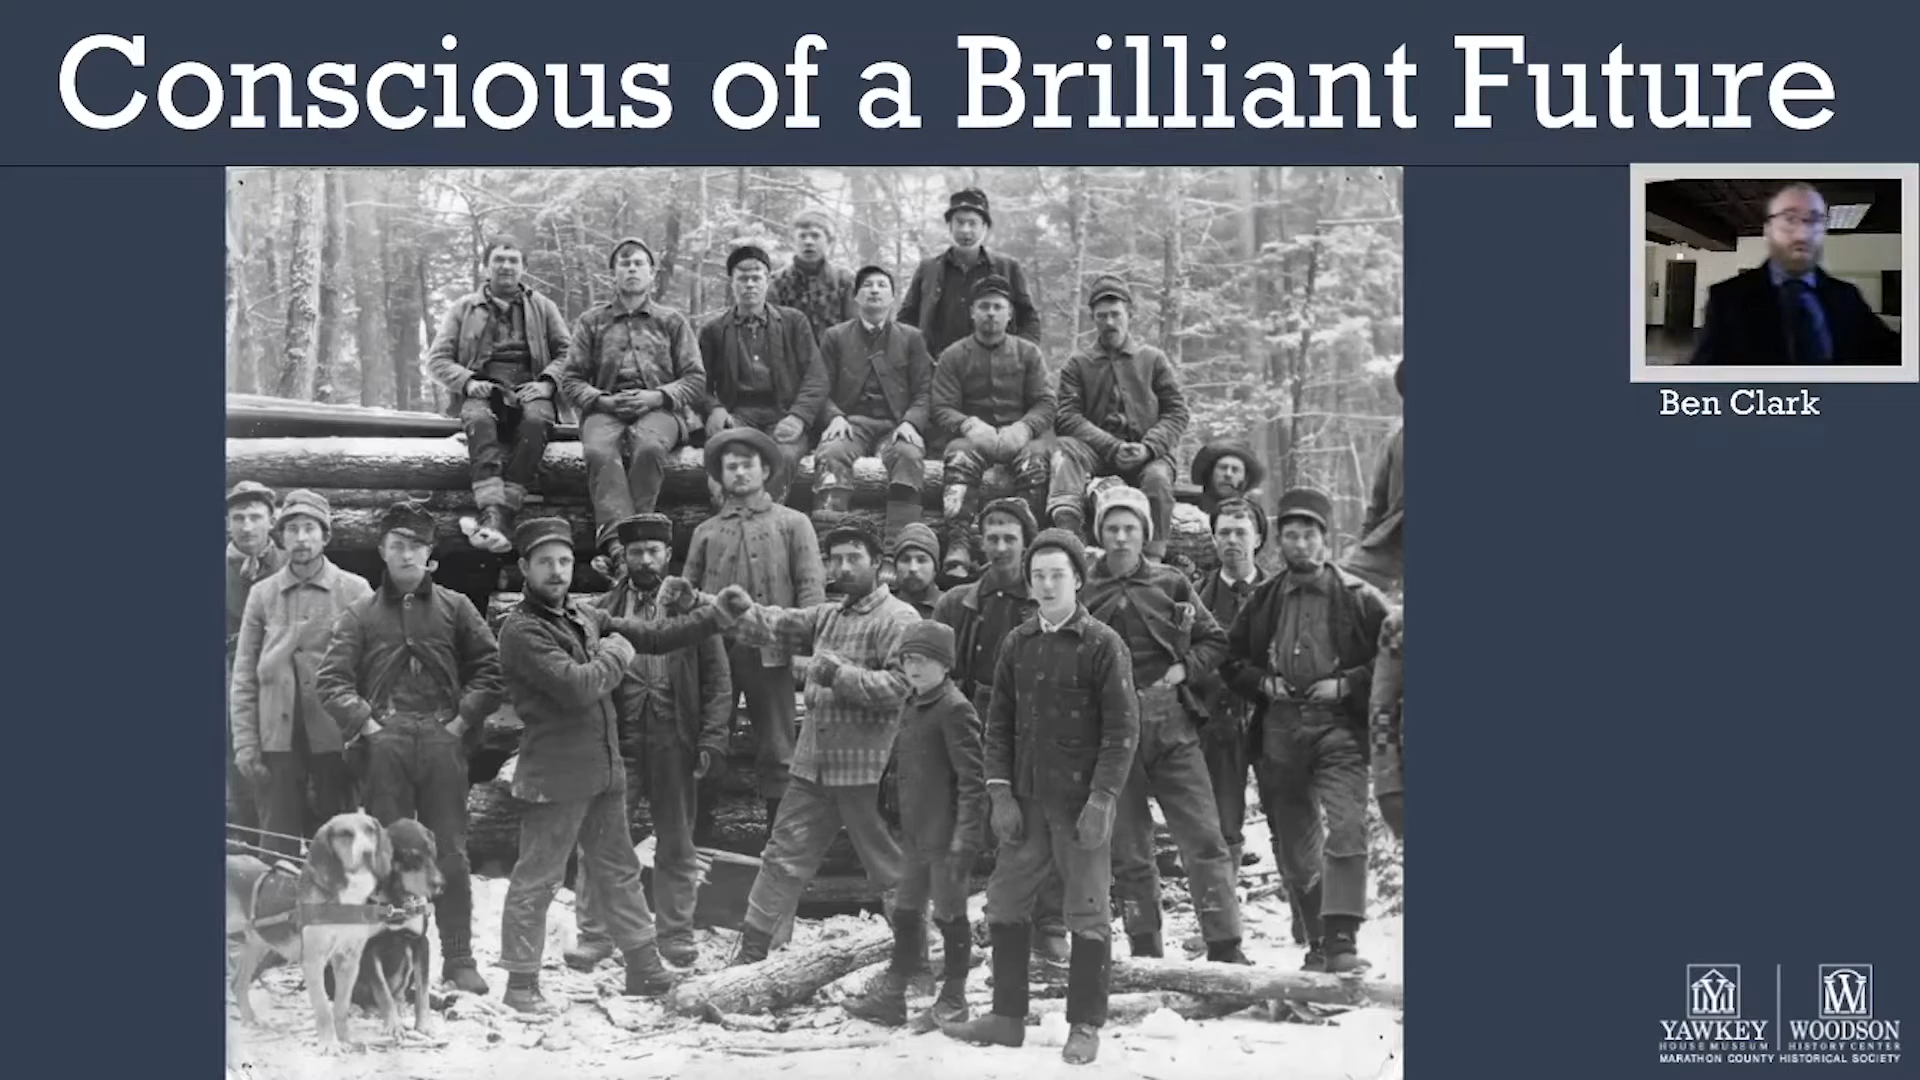 Conscious of a Brilliant Future
Ben Clark
YAWKEY
HOUSE MUSEUM
WOODSON
HISTORY CENTER
MARATHON COUNTY HISTORICAL SOCIETY